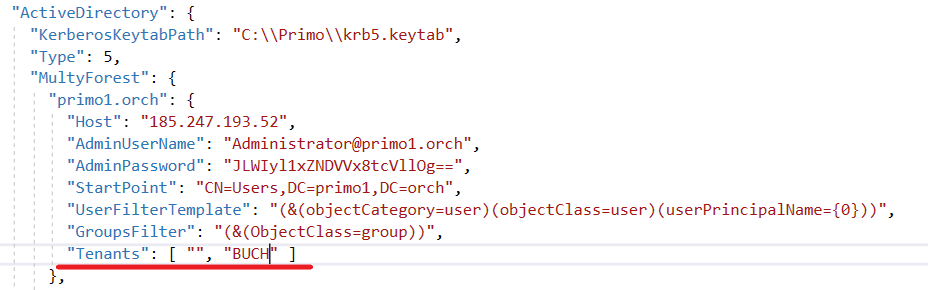 "ActiveDirectory": {
"KerberosKeytabPath": "C:\\Primo\\krb5.keytab",
"Type": 5,
"MultyForest": {
"primo1.orch": {
"Host": "185.247.193.52",
"AdminUserName": "Administrator@primo1.orch",
"AdminPassword": "JLWIyl1xZNDVVx8tcVllOg==",
"StartPoint": "CN=Users,DC=primo1,DC=orch",
"UserFilterTemplate": "(&(objectCategory=user)(objectClass=user)(userPrincipalName={0}))",
"GroupsFilter": "(&(ObjectClass=group))",
"Tenants": [ "", "BUCH" ]
},